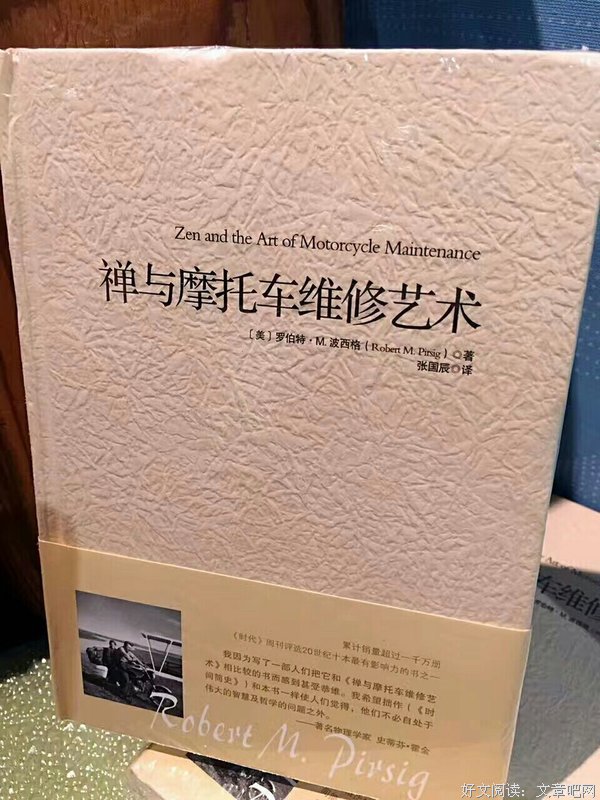 Zen and the Art of Motorcycle Maintenance
禅与摩托车维修艺术
〔美〕罗伯特·M.波西格（Robert M. Pirsig）◎著
张国辰◎译
累计销量超过一千万册
《时代》周刊评选20世纪十本最有影响力的书之一
我因为写了一部人们把它和《禅与摩托车维修艺
术》相比较的书而感到甚受恭维。我希望拙作（《时
间简史》）和本书一样使人们觉得，他们不必自处于
伟大的智慧及哲学的问题之外。
——著名物理学家 史蒂芬·霍金
Robert M. Pirsig
Art of Motorcycle Maintenance
车维修
好文阅读：文章吧网